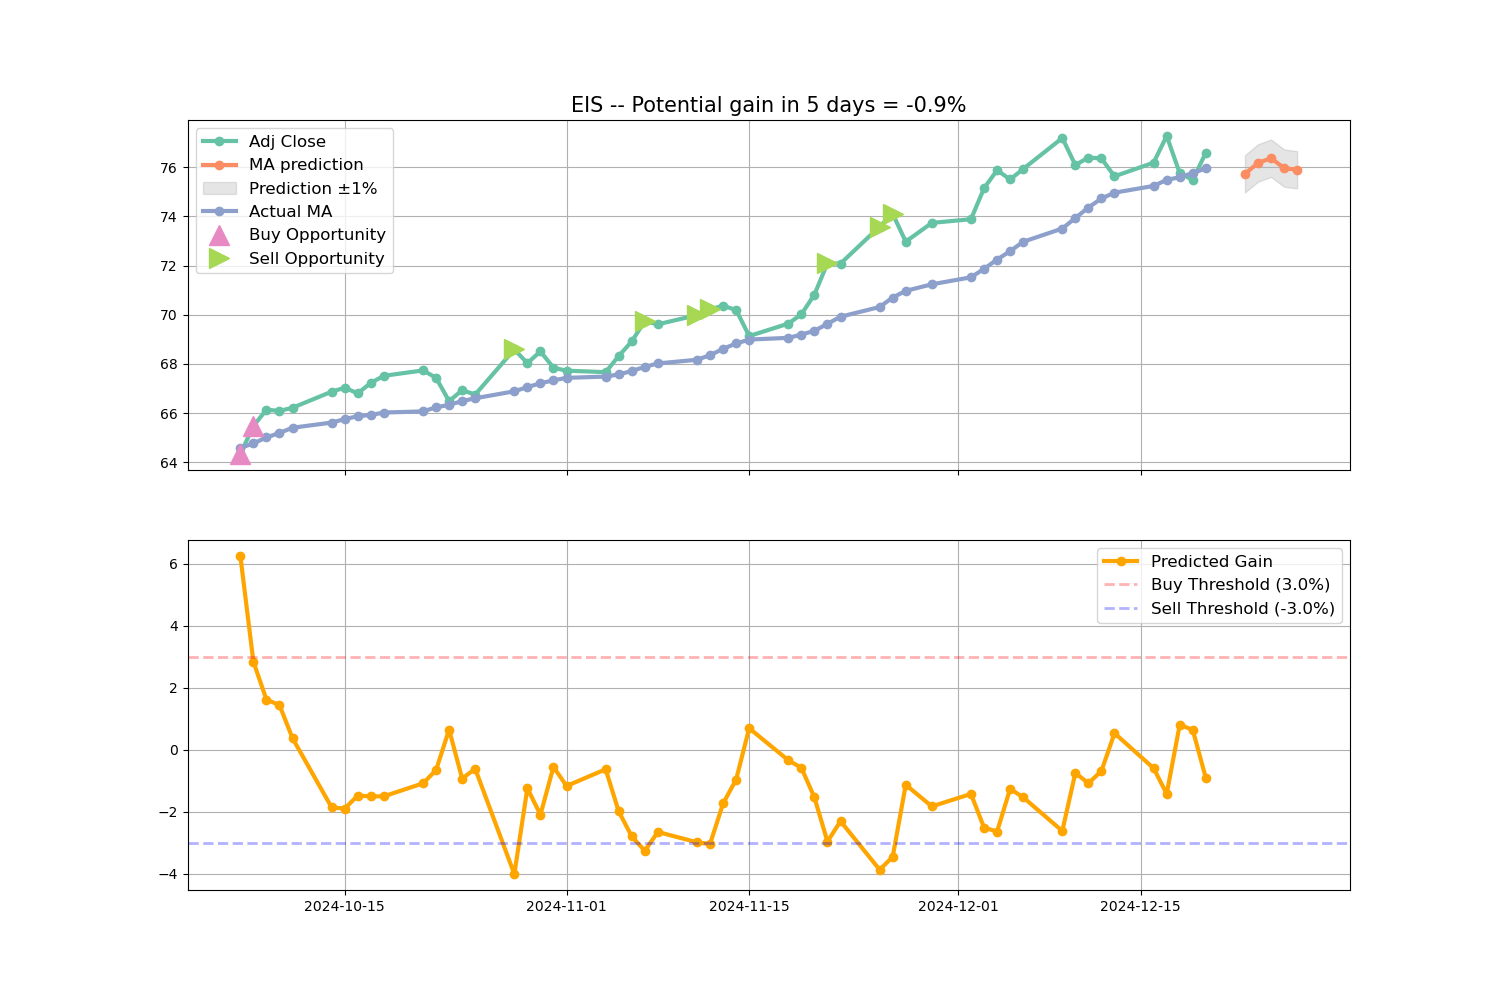 EIS -- Potential gain in 5 days = -0.9%
Adj Close
MA prediction
Prediction ±1%
Actual MA
Buy Opportunity
Sell Opportunity
76
74
72
70
68
66
64
Predicted Gain
Buy Threshold (3.0%)
Sell Threshold (-3.0%)
6
4
2
0
−2
−4
2024-10-15
2024-11-01
2024-11-15
2024-12-01
2024-12-15